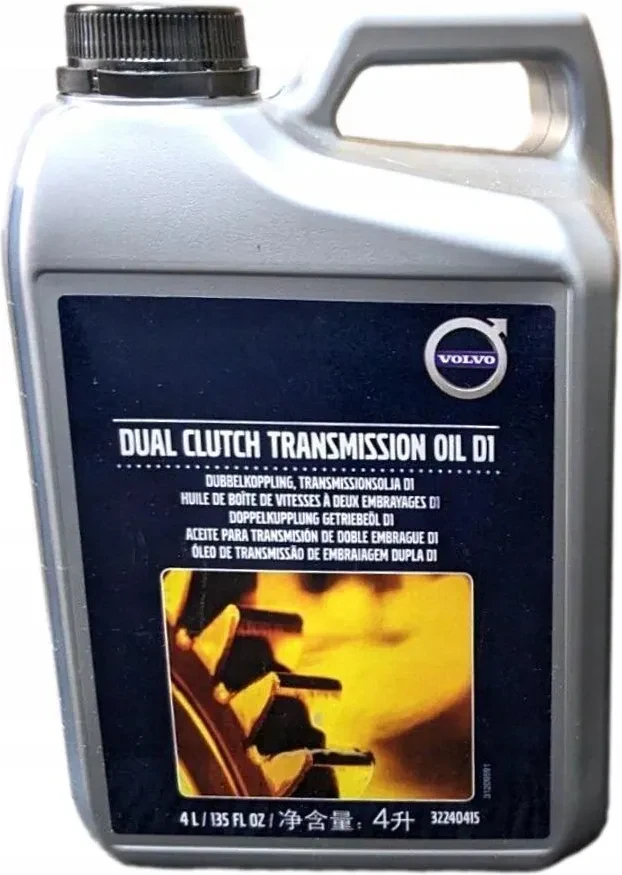 VOLVO
DUAL CLUTCH TRANSMISSION OIL D1
DUBBELKOPPLING, TRANSMISSIONSOLJA D1
HUILE DE BOÎTE DE VITESSES À DEUX EMBRAYAGES D1
DOPPELKUPPLUNG GETRIEBEÖL D1
ACEITE PARA TRANSMISIÓN DE DOBLE EMBRAGUE D1
ÓLEO DE TRANSMISSÃO DE EMBRAIAGEM DUPLA D1
4 L / 135 FL OZ / 净含量: 4升 32240415